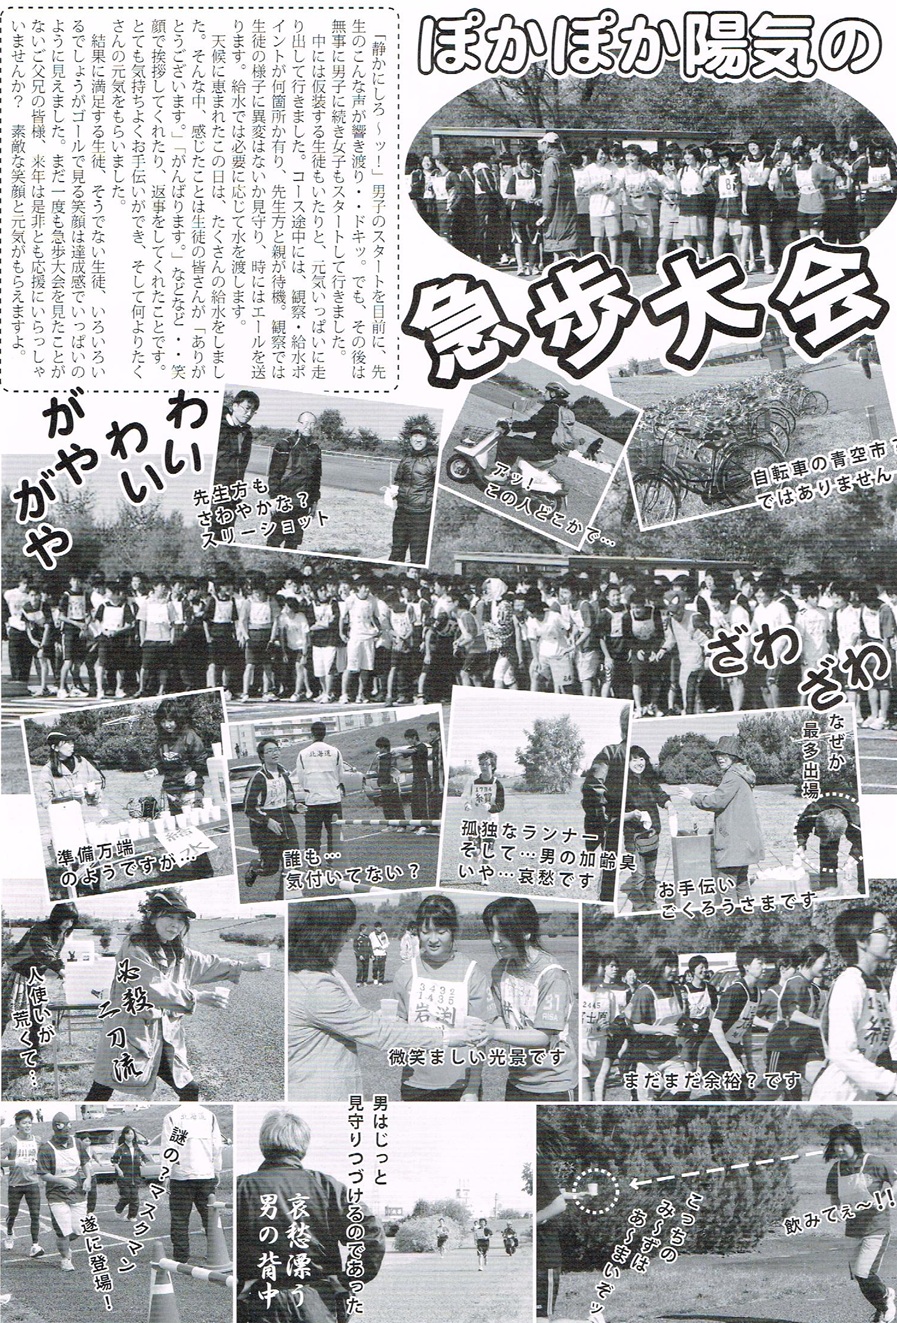 ぽかぽか陽気の
急歩大会
「静かにしろ～ッ！」男子のスタートを目前に、先
生のこんな声が響き渡り・・ドキッ。でも、その後は
無事に男子に続き女子もスタートして行きました。
中には仮装する生徒もいたりと、元気いっぱいに走
り出して行きました。コース途中には、観察・給水ポ
イントが何箇所か有り、先生方と親が待機。観察では
生徒の様子に異変はないか見守り、時にはエールを送
ります。給水では必要に応じて水を渡します。
天候に恵まれたこの日は、たくさんの給水をしまし
た。そんな中、感じたことは生徒の皆さんが「ありが
とうございます。」「がんばります。」などなど・・笑
顔で挨拶してくれたり、返事をしてくれたことです。
とても気持ちよくお手伝いができ、そして何よりたく
さんの元気をもらいました。
結果に満足する生徒、そうでない生徒、いろいろい
るでしょうがゴールで見る笑顔は達成感でいっぱいの
ように見えました。まだ一度も急歩大会を見たことが
ないご父兄の皆様、来年は是非とも応援にいらっしゃ
いませんか？　素敵な笑顔と元気がもらえますよ。
わい
わい
がや
がや
先生方も
さわやかな？
スリーショット
アッ！
この人どこかで…
自転車の青空市
ではありません
ざわ
ざわ
準備万端
のようですが…
給水
誰も…
気付いてない？
北海道
孤独なランナー
そして…男の加齢臭
いや…哀愁です
なぜか
最多出場
お手伝い
ごくろうさまです
人使いが
荒くて…
必殺
二刀流
3432
1435
岩渕
微笑ましい光景です
2445
まだまだ余裕？です
謎の？マスクマン
遂に登場！
男はじっと
見守りつづけるのであった
哀愁漂う
男の背中
こっちの
み～ずは
あ～まいぞッ
飲みてぇ～!!